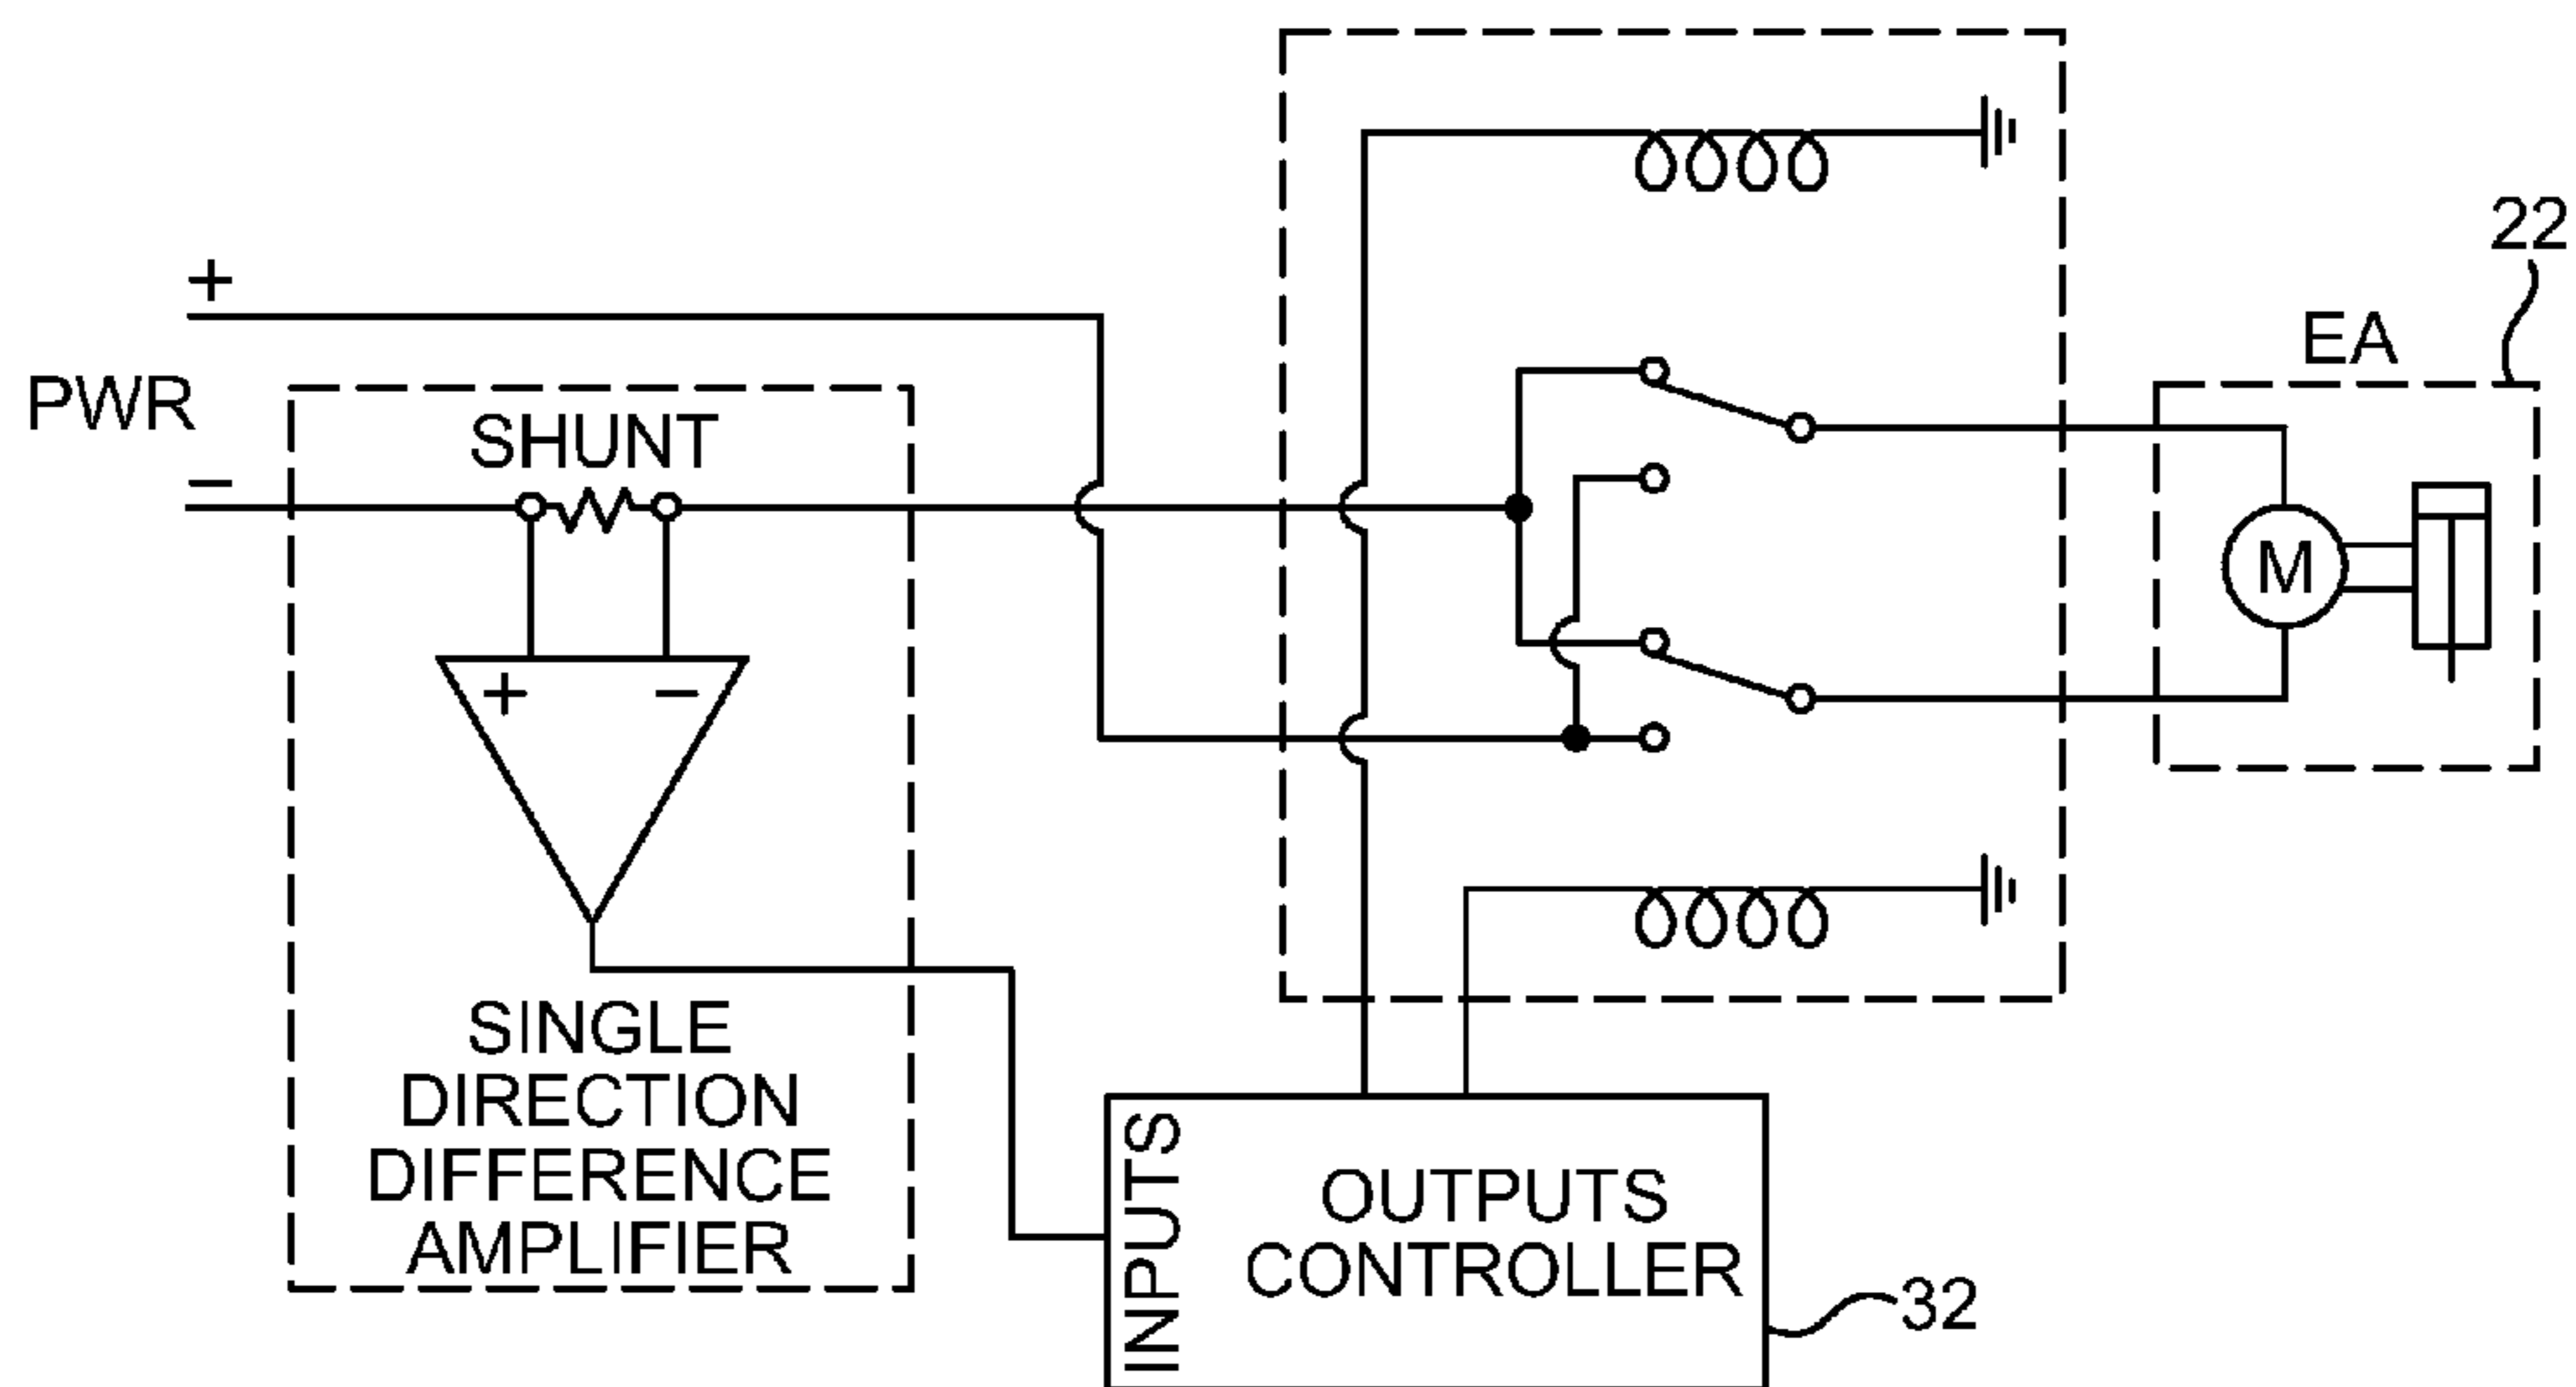 22
EA
+
PWR
−
SHUNT
+ −
M
SINGLE
DIRECTION
DIFFERENCE
AMPLIFIER
INPUTS
OUTPUTS
CONTROLLER
32